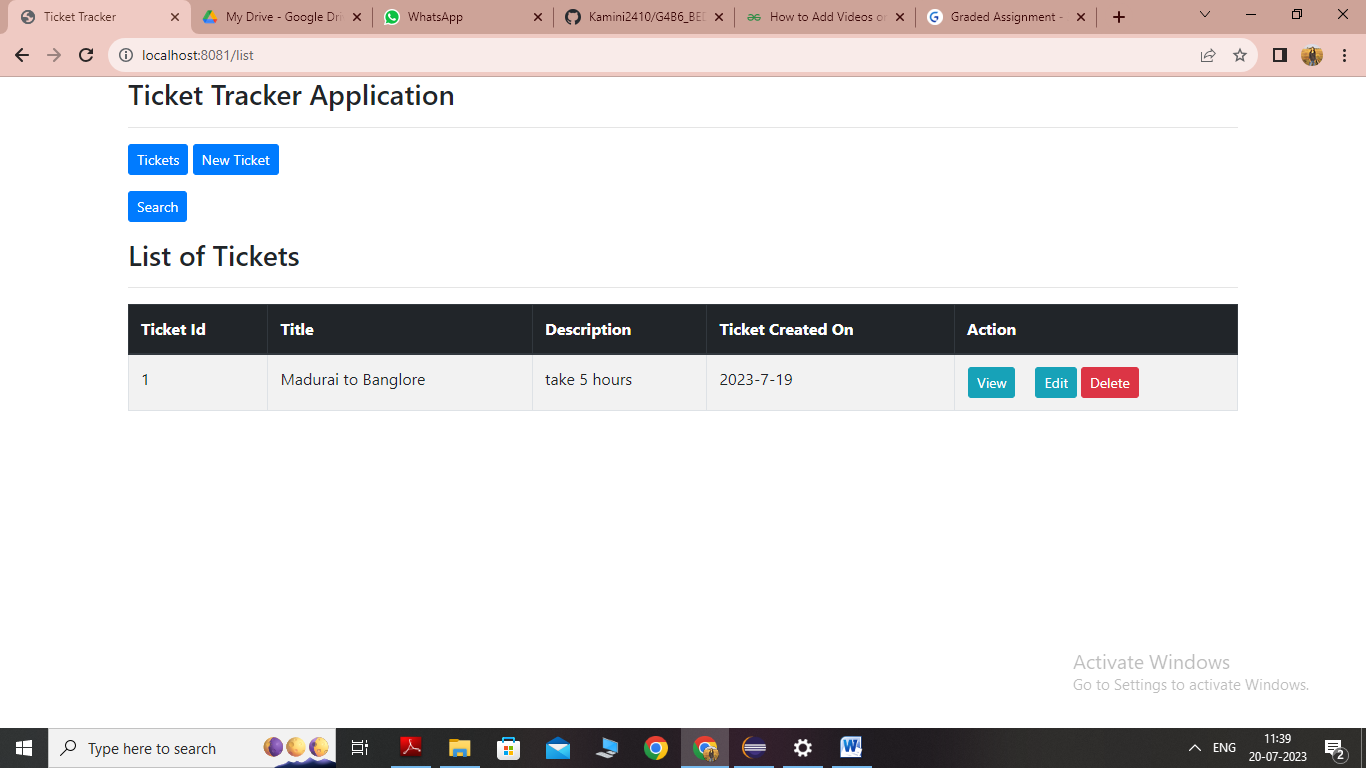 Ticket Tracker
My Drive - Google Dri
WhatsApp
Kamini2410/G4B6_BED
How to Add Videos or
Graded Assignment -
localhost:8081/list
Ticket Tracker Application
Tickets New Ticket
Search
List of Tickets
Ticket Id Title Description Ticket Created On Action
1 Madurai to Banglore take 5 hours 2023-7-19 View Edit Delete
Activate Windows
Go to Settings to activate Windows.
Type here to search
ENG
11:39
20-07-2023
2